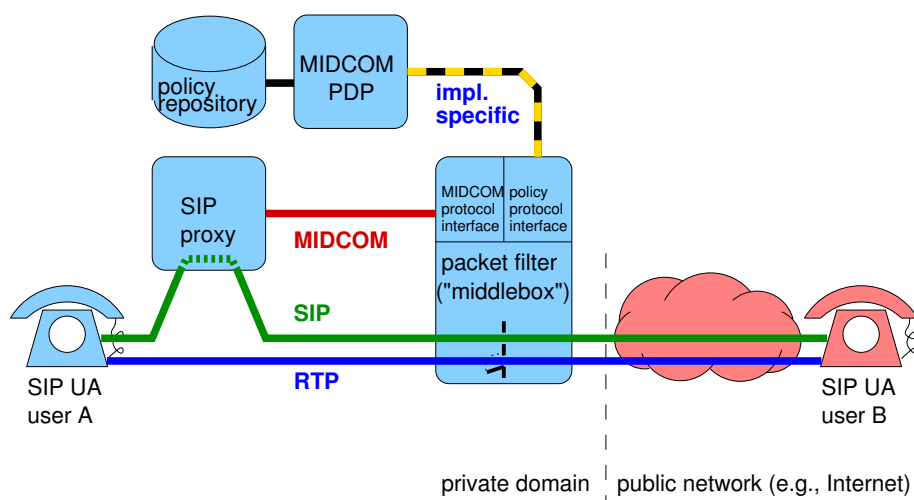 policy
repository
MIDCOM
PDP
impl.
specific
SIP
proxy
MIDCOM
MIDCOM
protocol
interface
policy
protocol
interface
packet filter
("middlebox")
SIP
RTP
SIP UA
user A
SIP UA
user B
private domain
public network (e.g., Internet)